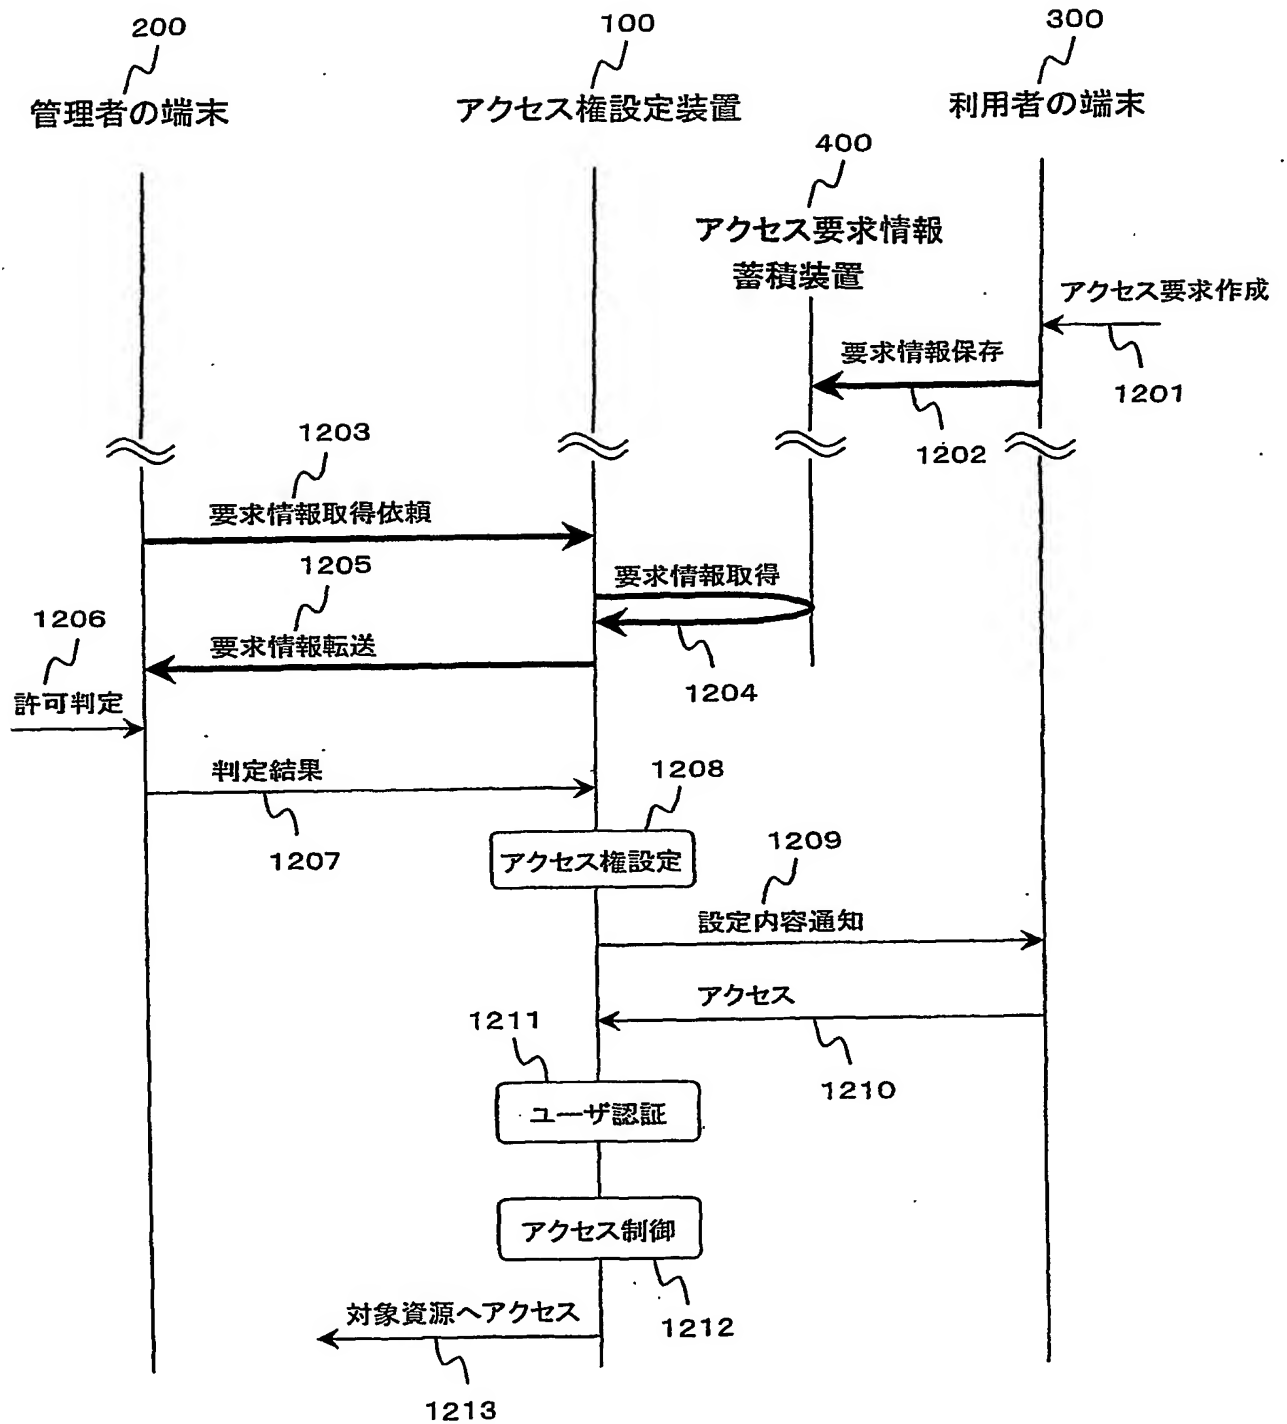 200
100
300
管理者の端末
アクセス権設定装置
利用者の端末
400
アクセス要求情報
蓄積装置
アクセス要求作成
要求情報保存
1201
1202
1203
要求情報取得依頼
1205
要求情報取得
1206
要求情報転送
1204
許可判定
判定結果
1208
1207
アクセス権設定
1209
設定内容通知
アクセス
1211
1210
ユーザ認証
アクセス制御
対象資源へアクセス
1212
1213